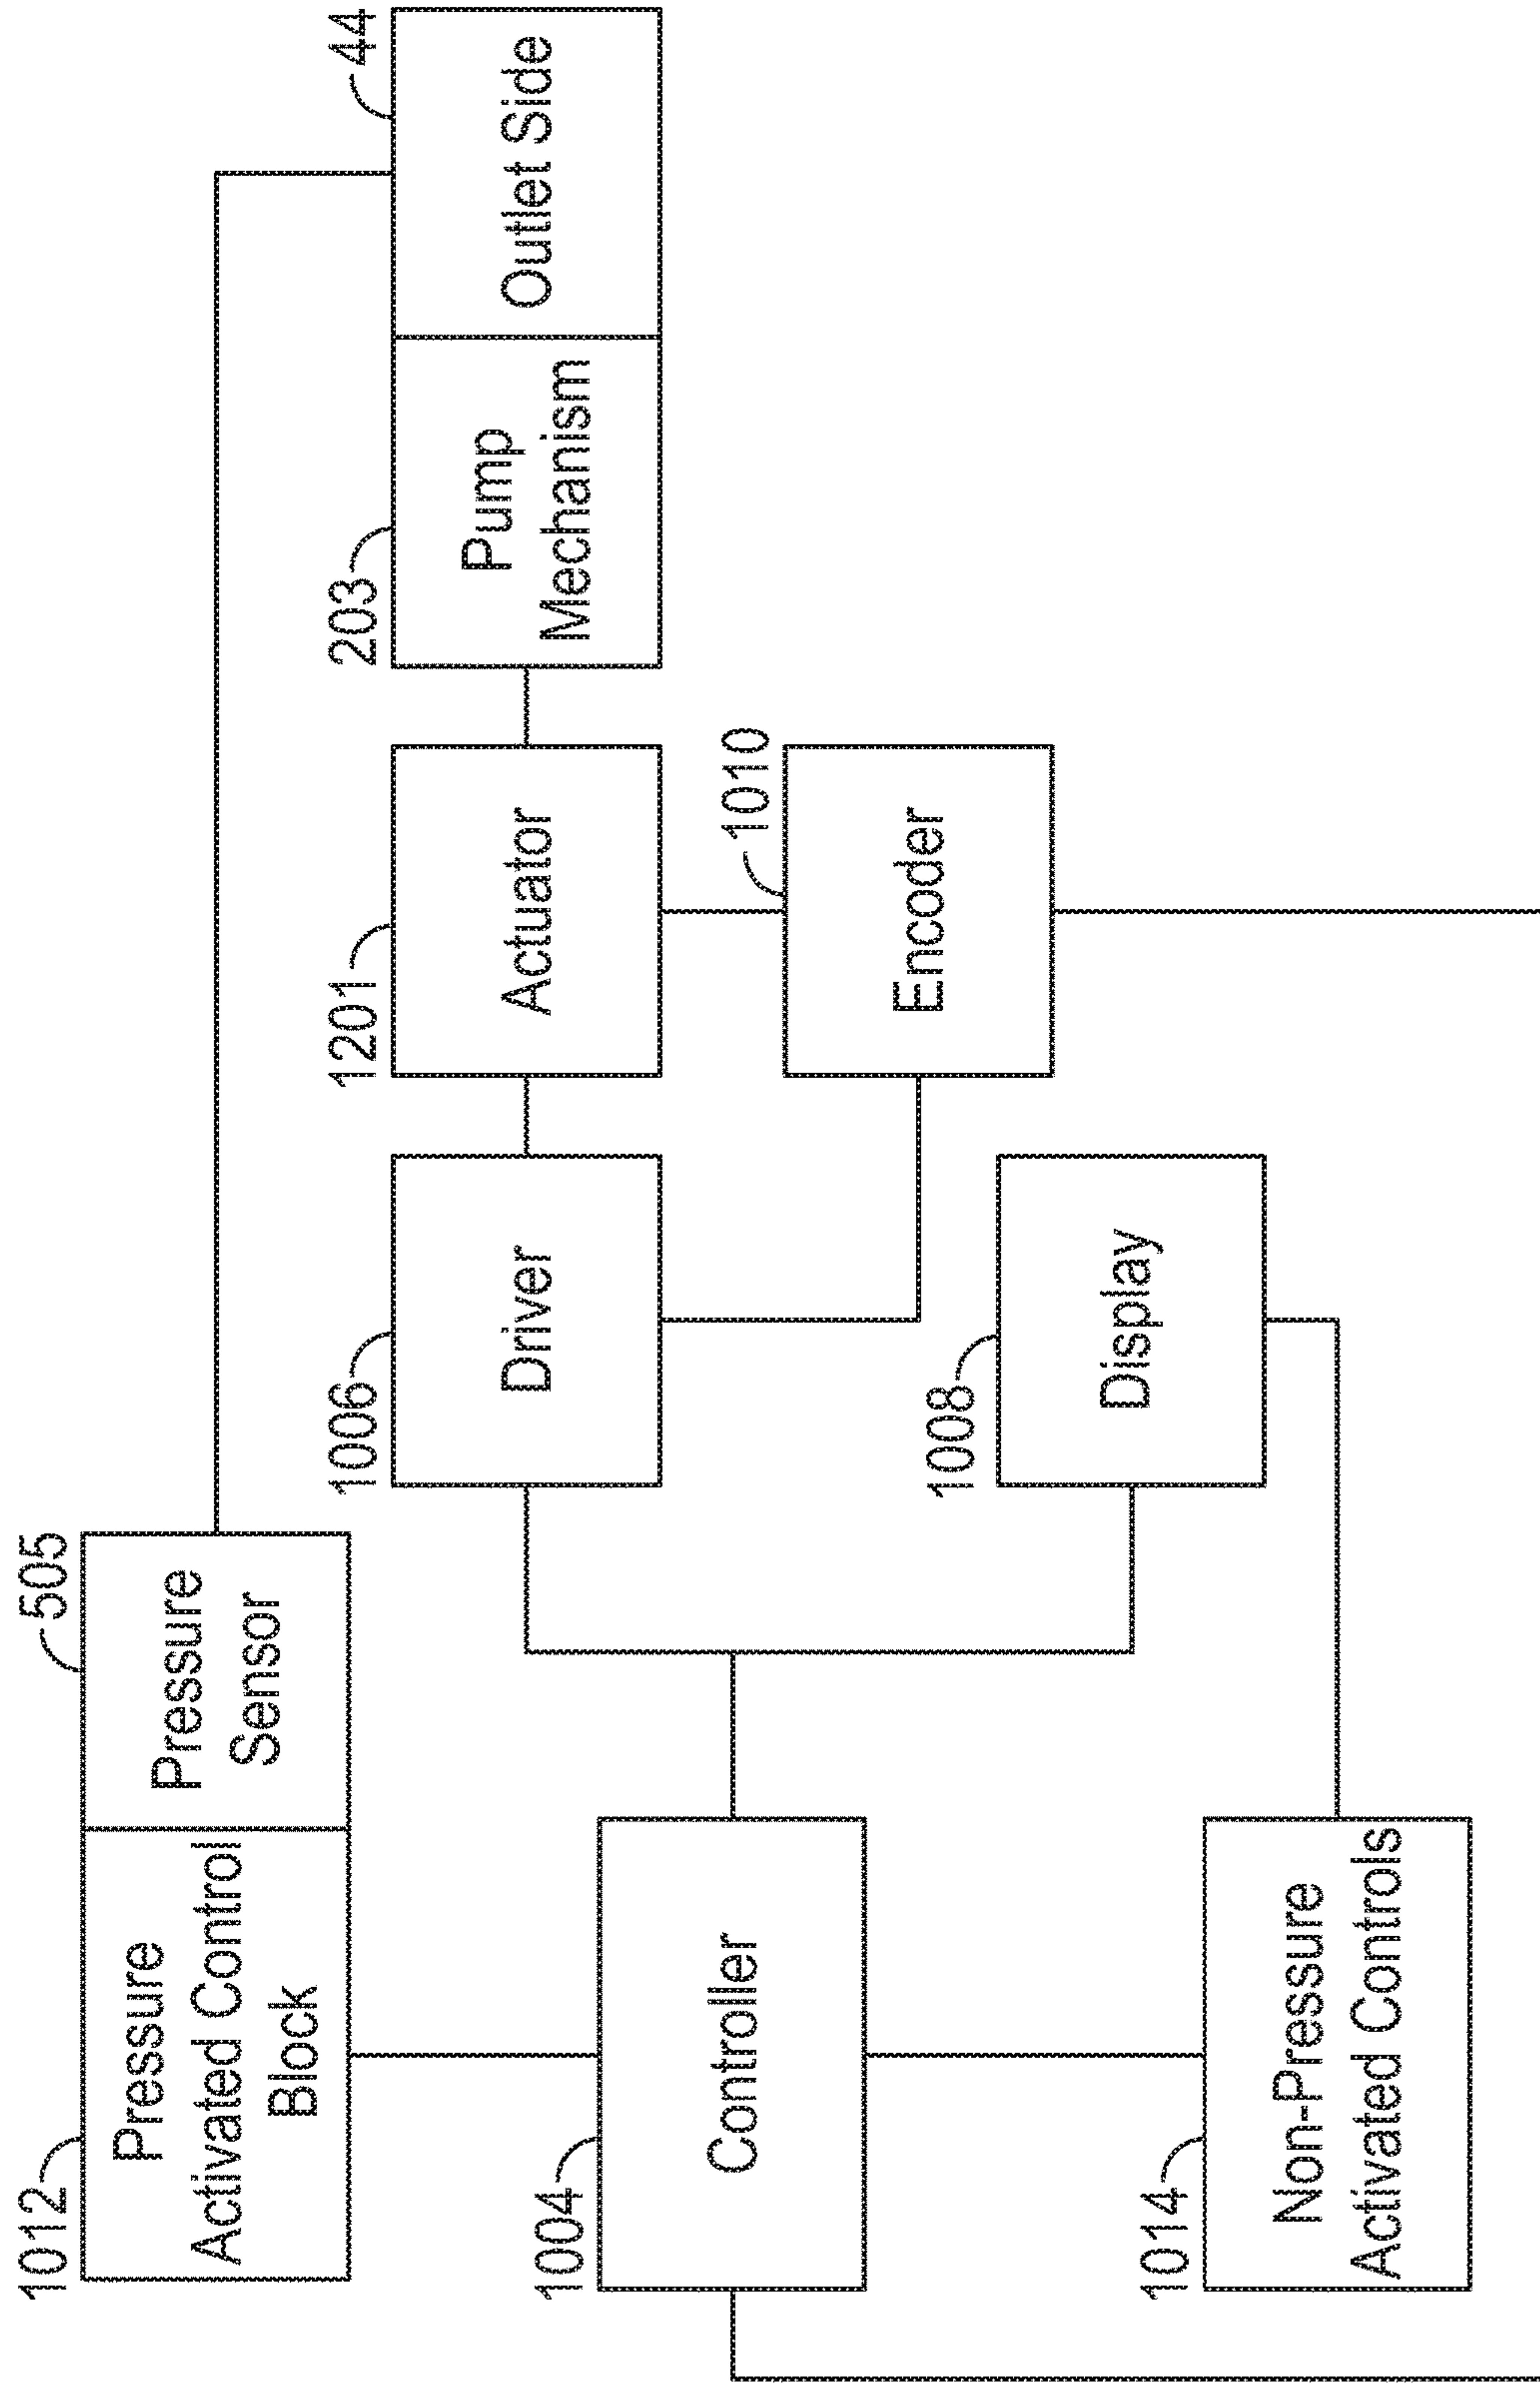 1012
505
Pressure
Activated Control
Block
Pressure
Sensor
44
203
1201
1006
Driver
Actuator
Pump
Mechanism
Outlet Side
1004
Controller
1010
Encoder
1008
Display
1014
Non-Pressure
Activated Controls